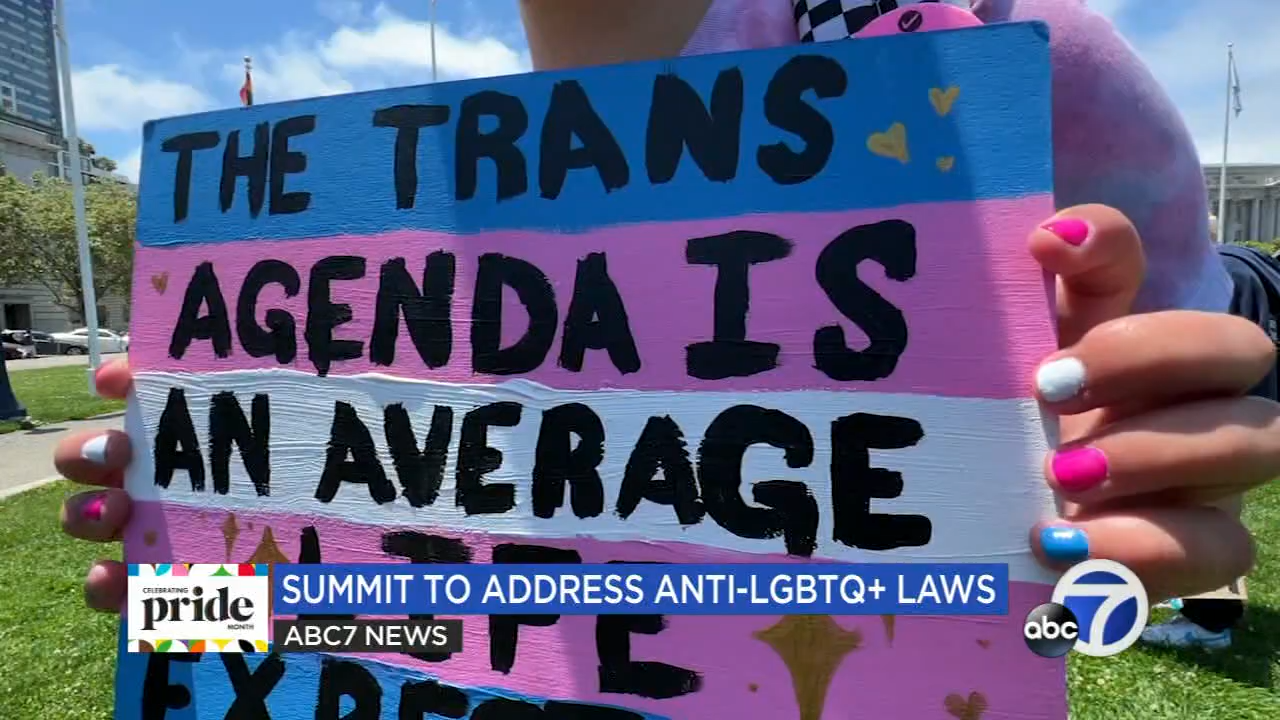 THE TRANS
AGENDA IS
AN AVERAGE
LIFE
CELEBRATING
pride
MONTH
SUMMIT TO ADDRESS ANTI-LGBTQ+ LAWS
ABC7 NEWS
abc 7